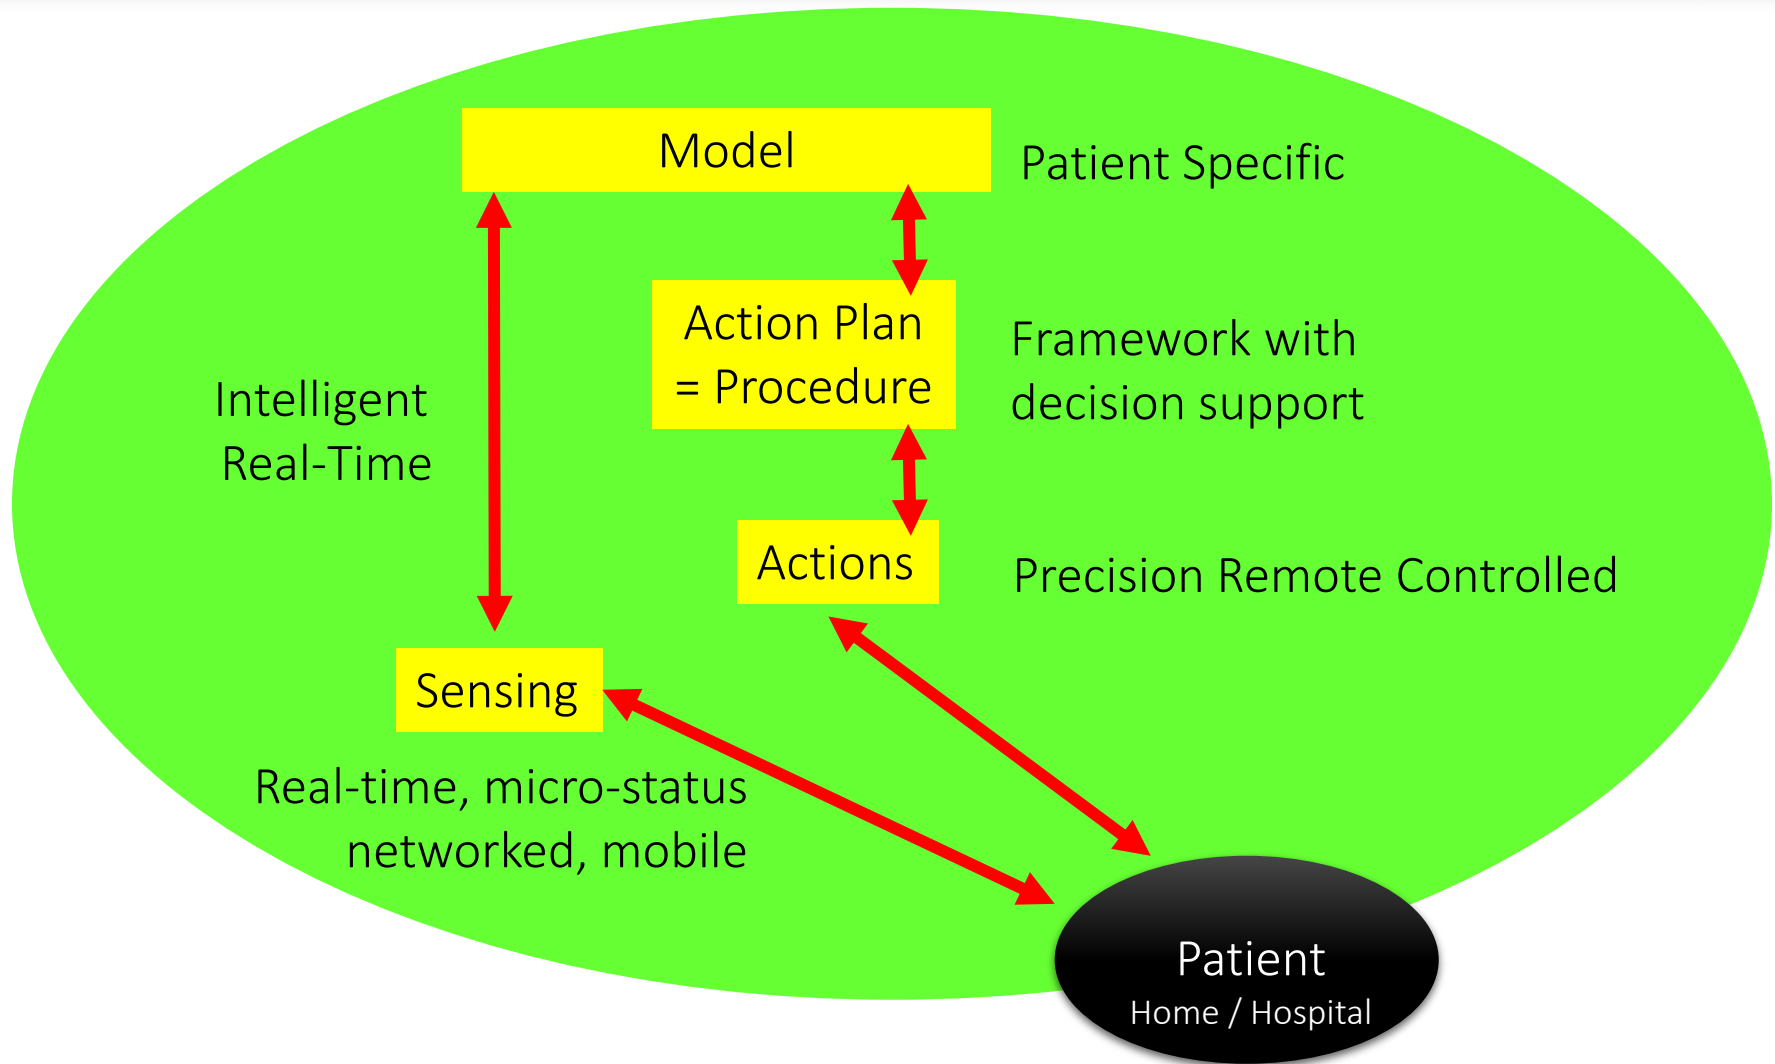 Model
Patient Specific
Action Plan
= Procedure
Framework with
decision support
Intelligent
Real-Time
Actions
Precision Remote Controlled
Sensing
Real-time, micro-status
networked, mobile
Patient
Home / Hospital